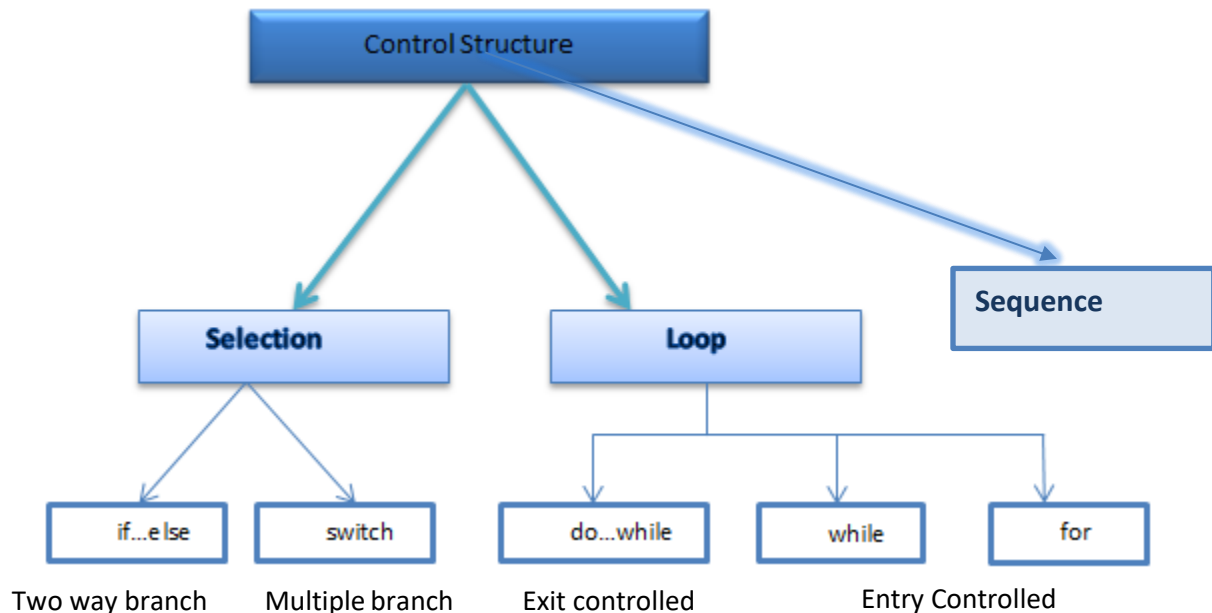 Control Structure
Sequence
Selection
Loop
if...else
switch
do...while
while
for
Two way branch
Multiple branch
Exit controlled
Entry Controlled